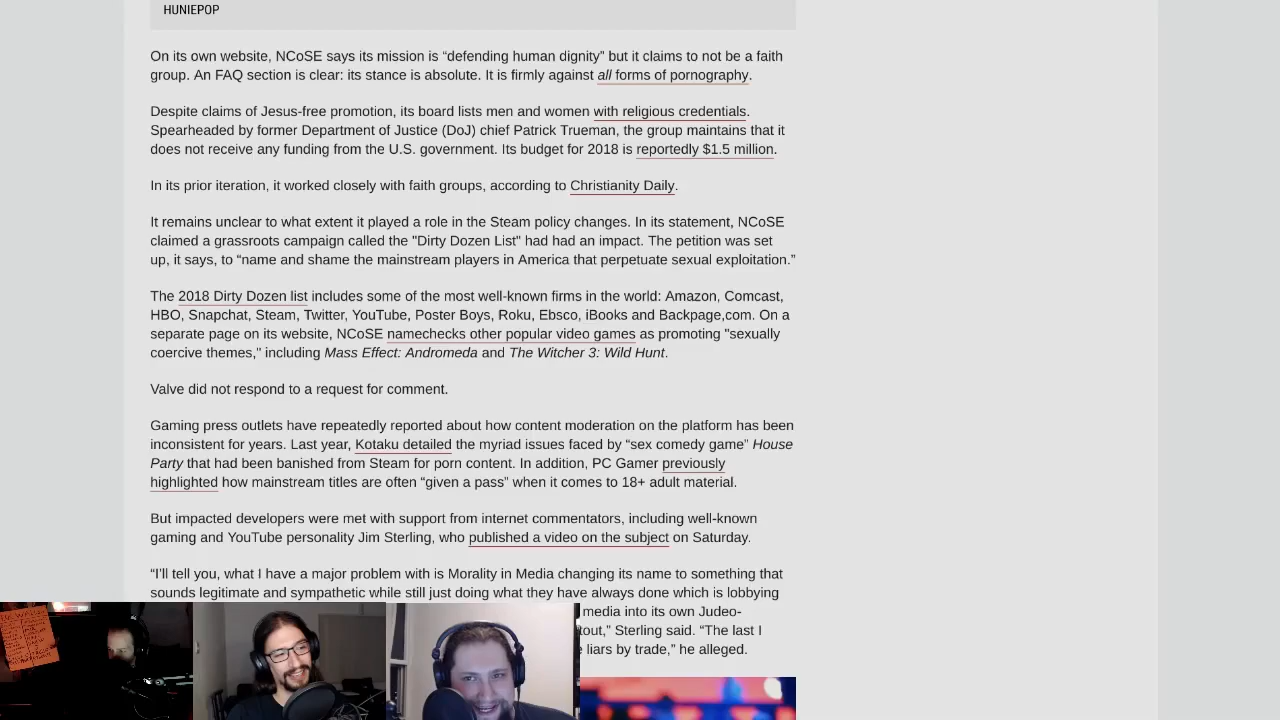 HUNIEPOP
On its own website, NCoSE says its mission is “defending human dignity” but it claims to not be a faith
group. An FAQ section is clear: its stance is absolute. It is firmly against all forms of pornography.
Despite claims of Jesus-free promotion, its board lists men and women with religious credentials.
Spearheaded by former Department of Justice (DoJ) chief Patrick Trueman, the group maintains that it
does not receive any funding from the U.S. government. Its budget for 2018 is reportedly $1.5 million.
In its prior iteration, it worked closely with faith groups, according to Christianity Daily.
It remains unclear to what extent it played a role in the Steam policy changes. In its statement, NCoSE
claimed a grassroots campaign called the "Dirty Dozen List" had had an impact. The petition was set
up, it says, to “name and shame the mainstream players in America that perpetuate sexual exploitation.”
The 2018 Dirty Dozen list includes some of the most well-known firms in the world: Amazon, Comcast,
HBO, Snapchat, Steam, Twitter, YouTube, Poster Boys, Roku, Ebsco, iBooks and Backpage,com. On a
separate page on its website, NCoSE namechecks other popular video games as promoting "sexually
coercive themes," including Mass Effect: Andromeda and The Witcher 3: Wild Hunt.
Valve did not respond to a request for comment.
Gaming press outlets have repeatedly reported about how content moderation on the platform has been
inconsistent for years. Last year, Kotaku detailed the myriad issues faced by “sex comedy game” House
Party that had been banished from Steam for porn content. In addition, PC Gamer previously
highlighted how mainstream titles are often “given a pass” when it comes to 18+ adult material.
But impacted developers were met with support from internet commentators, including well-known
gaming and YouTube personality Jim Sterling, who published a video on the subject on Saturday.
“I’ll tell you, what I have a major problem with is Morality in Media changing its name to something that
sounds legitimate and sympathetic while still just doing what they have always done which is lobbying
media into its own Judeo-
tout,” Sterling said. “The last I
liars by trade,” he alleged.